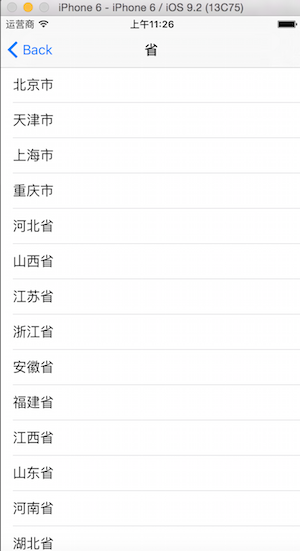 iPhone 6 - iPhone 6 / iOS 9.2 (13C75)
运营商 上午11:26
Back 省
北京市
天津市
上海市
重庆市
河北省
山西省
江苏省
浙江省
安徽省
福建省
江西省
山东省
河南省
湖北省